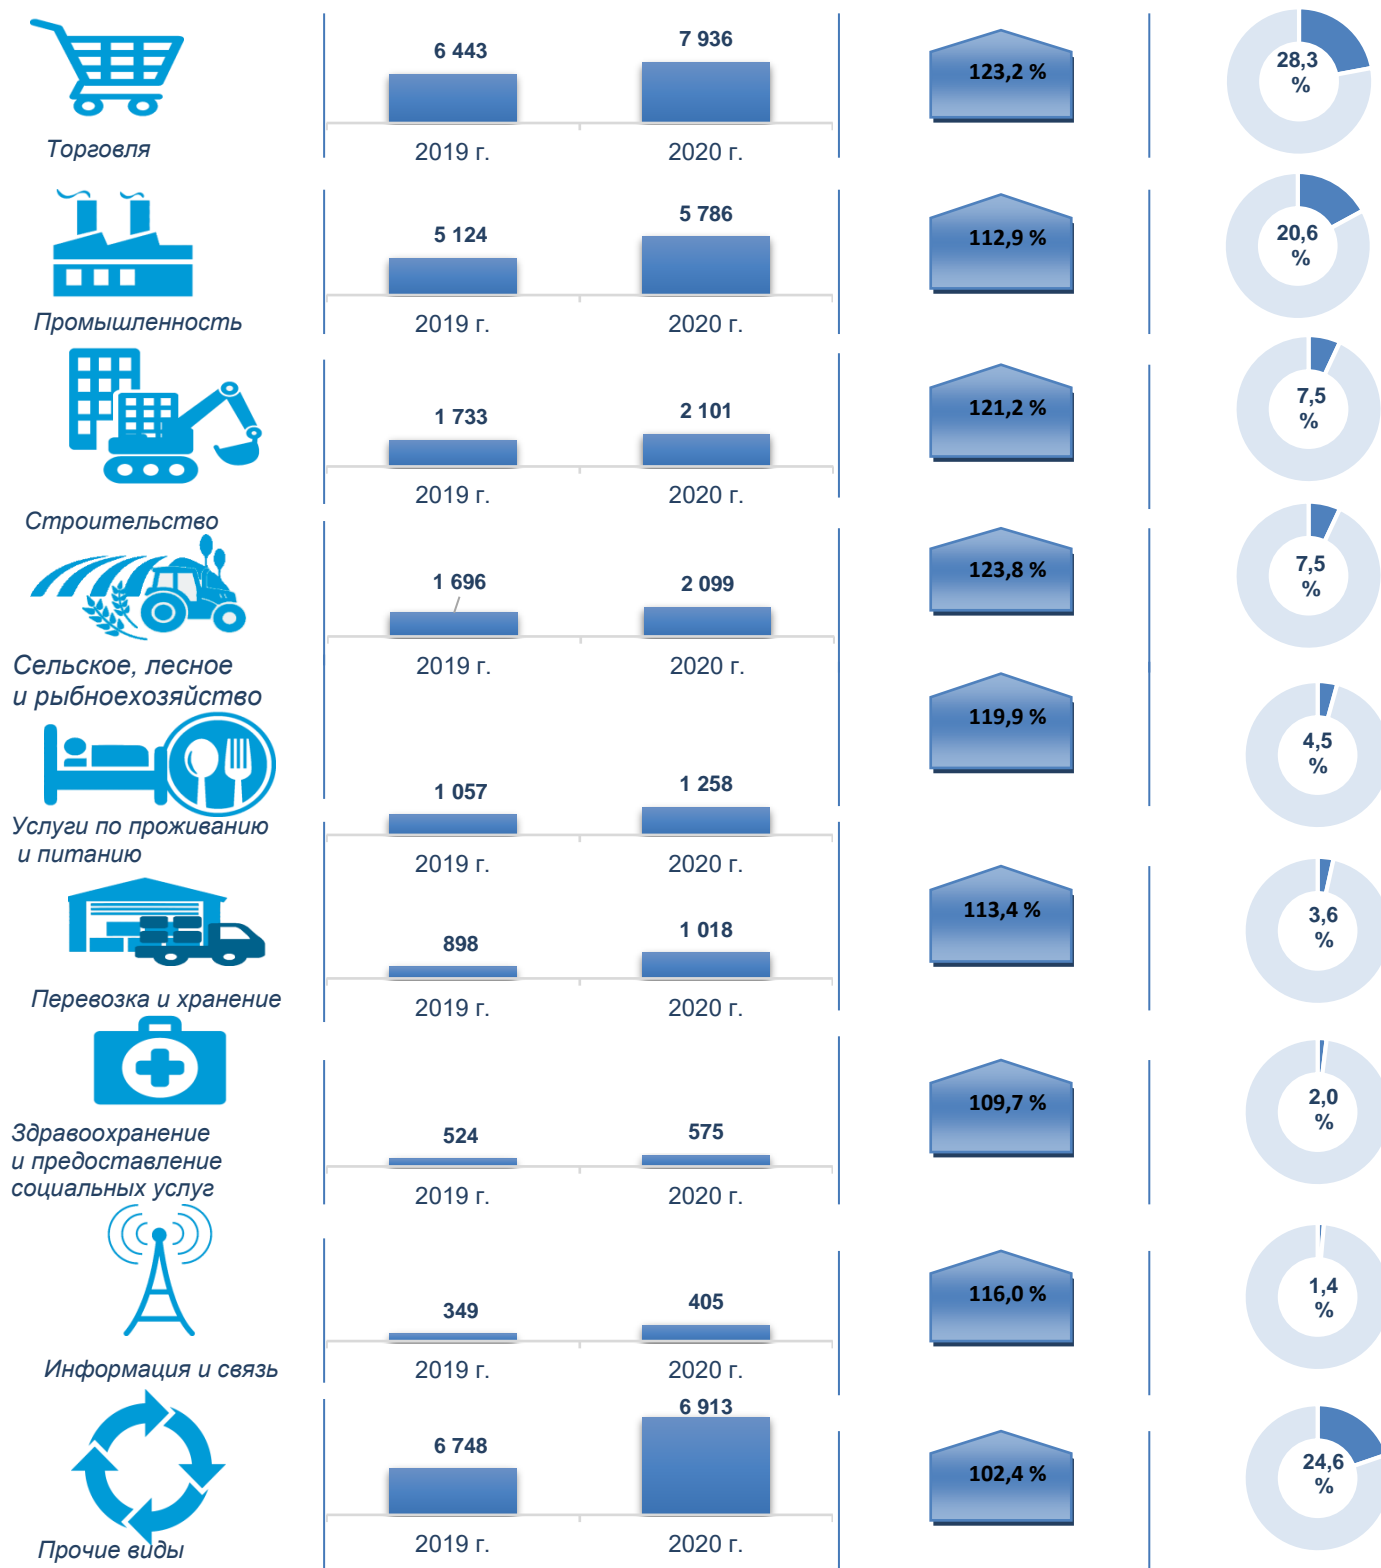 6 443
7 936
123,2 %
28,3
%
Торговля
2019 г.
2020 г.
5 124
5 786
112,9 %
20,6
%
Промышленность
2019 г.
2020 г.
1 733
2 101
121,2 %
7,5
%
2019 г.
2020 г.
Строительство
1 696
2 099
123,8 %
7,5
%
Сельское, лесное
и рыбноехозяйство
2019 г.
2020 г.
119,9 %
4,5
%
1 057
1 258
Услуги по проживанию
и питанию
2019 г.
2020 г.
898
1 018
113,4 %
3,6
%
Перевозка и хранение
2019 г.
2020 г.
524
575
109,7 %
2,0
%
Здравоохранение
и предоставление
социальных услуг
2019 г.
2020 г.
349
405
116,0 %
1,4
%
Информация и связь
2019 г.
2020 г.
6 748
6 913
102,4 %
24,6
%
Прочие виды
2019 г.
2020 г.